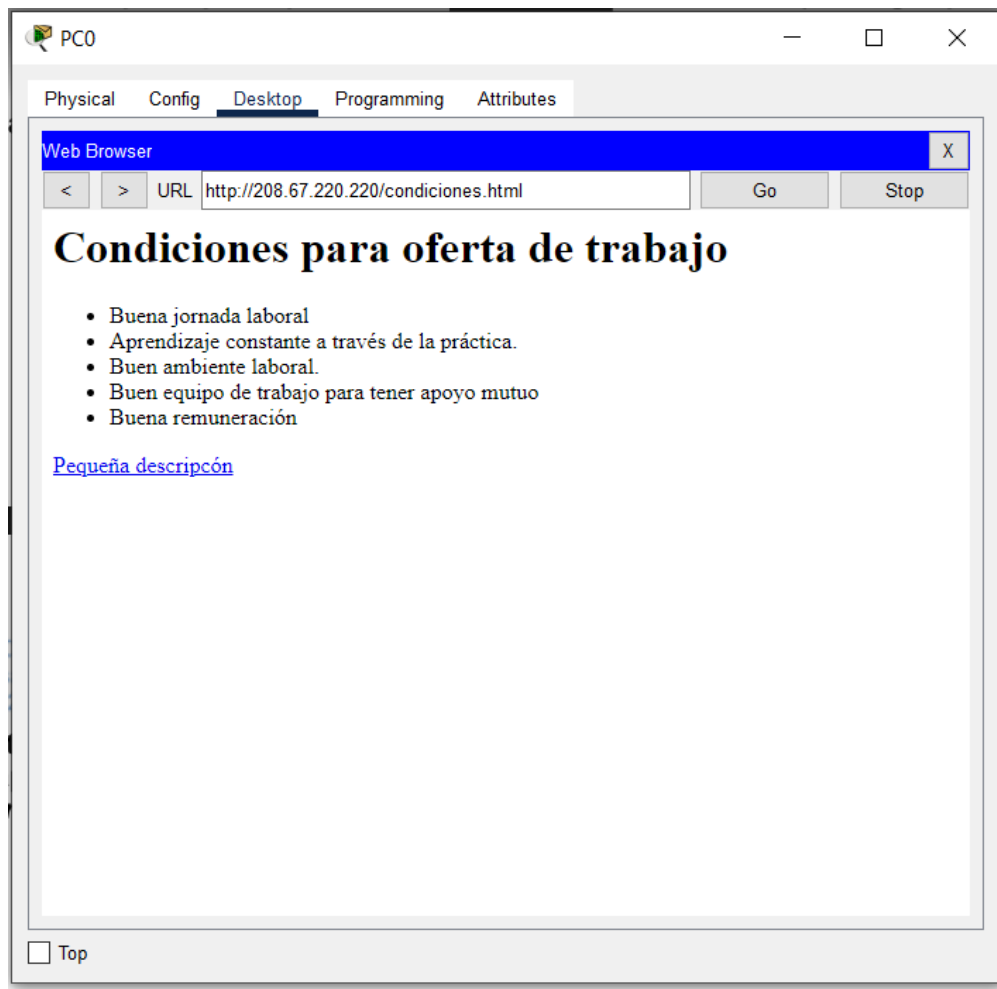 PC0
Physical Config Desktop Programming Attributes
Web Browser X
< > URL http://208.67.220.220/condiciones.html Go Stop
Condiciones para oferta de trabajo
• Buena jornada laboral
• Aprendizaje constante a través de la práctica.
• Buen ambiente laboral.
• Buen equipo de trabajo para tener apoyo mutuo
• Buena remuneración
Pequeña descripcón
Top